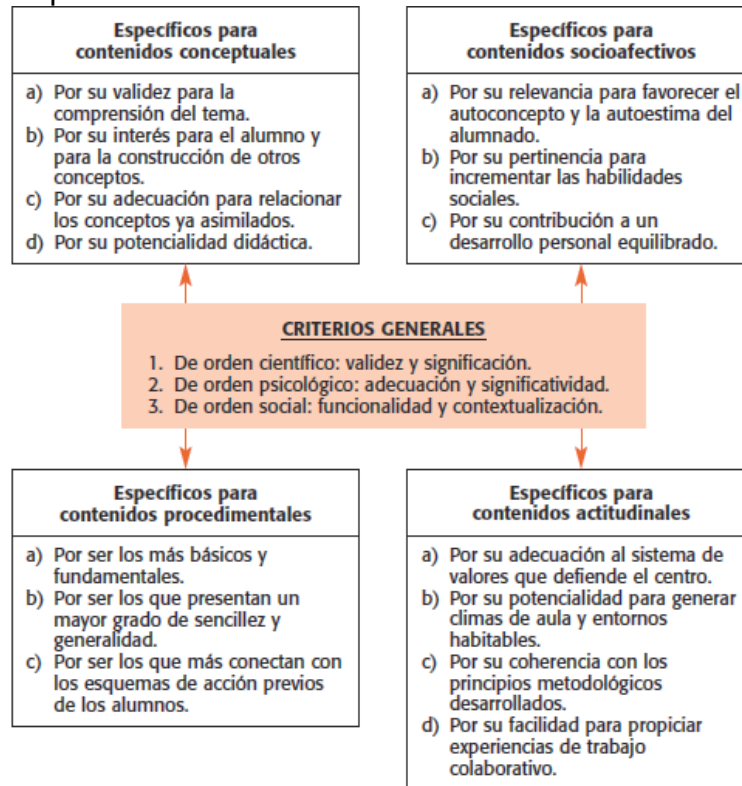 Específicos para
contenidos conceptuales
a) Por su validez para la
comprensión del tema.
b) Por su interés para el alumno y
para la construcción de otros
conceptos.
c) Por su adecuación para relacionar
los conceptos ya asimilados.
d) Por su potencialidad didáctica.
Específicos para
contenidos socioafectivos
a) Por su relevancia para favorecer el
autoconcepto y la autoestima del
alumnado.
b) Por su pertinencia para
incrementar las habilidades
sociales.
c) Por su contribución a un
desarrollo personal equilibrado.
CRITERIOS GENERALES
1. De orden científico: validez y significación.
2. De orden psicológico: adecuación y significatividad.
3. De orden social: funcionalidad y contextualización.
Específicos para
contenidos procedimentales
a) Por ser los más básicos y
fundamentales.
b) Por ser los que presentan un
mayor grado de sencillez y
generalidad.
c) Por ser los que más conectan con
los esquemas de acción previos
de los alumnos.
Específicos para
contenidos actitudinales
a) Por su adecuación al sistema de
valores que defiende el centro.
b) Por su potencialidad para generar
climas de aula y entornos
habitables.
c) Por su coherencia con los
principios metodológicos
desarrollados.
d) Por su facilidad para propiciar
experiencias de trabajo
colaborativo.